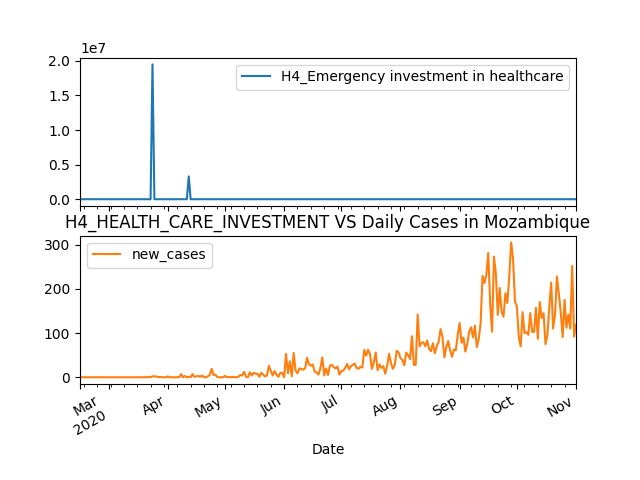 1e7
2.0
1.5
1.0
0.5
0.0
H4_Emergency investment in healthcare
H4_HEALTH_CARE_INVESTMENT VS Daily Cases in Mozambique
300
200
100
0
new_cases
Mar
2020
Apr
May
Jun
Jul
Aug
Sep
Oct
Nov
Date